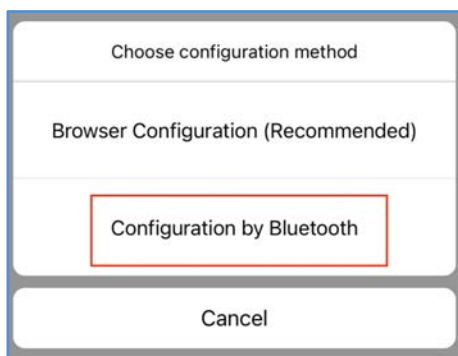 Choose configuration method
Browser Configuration (Recommended)
Configuration by Bluetooth
Cancel